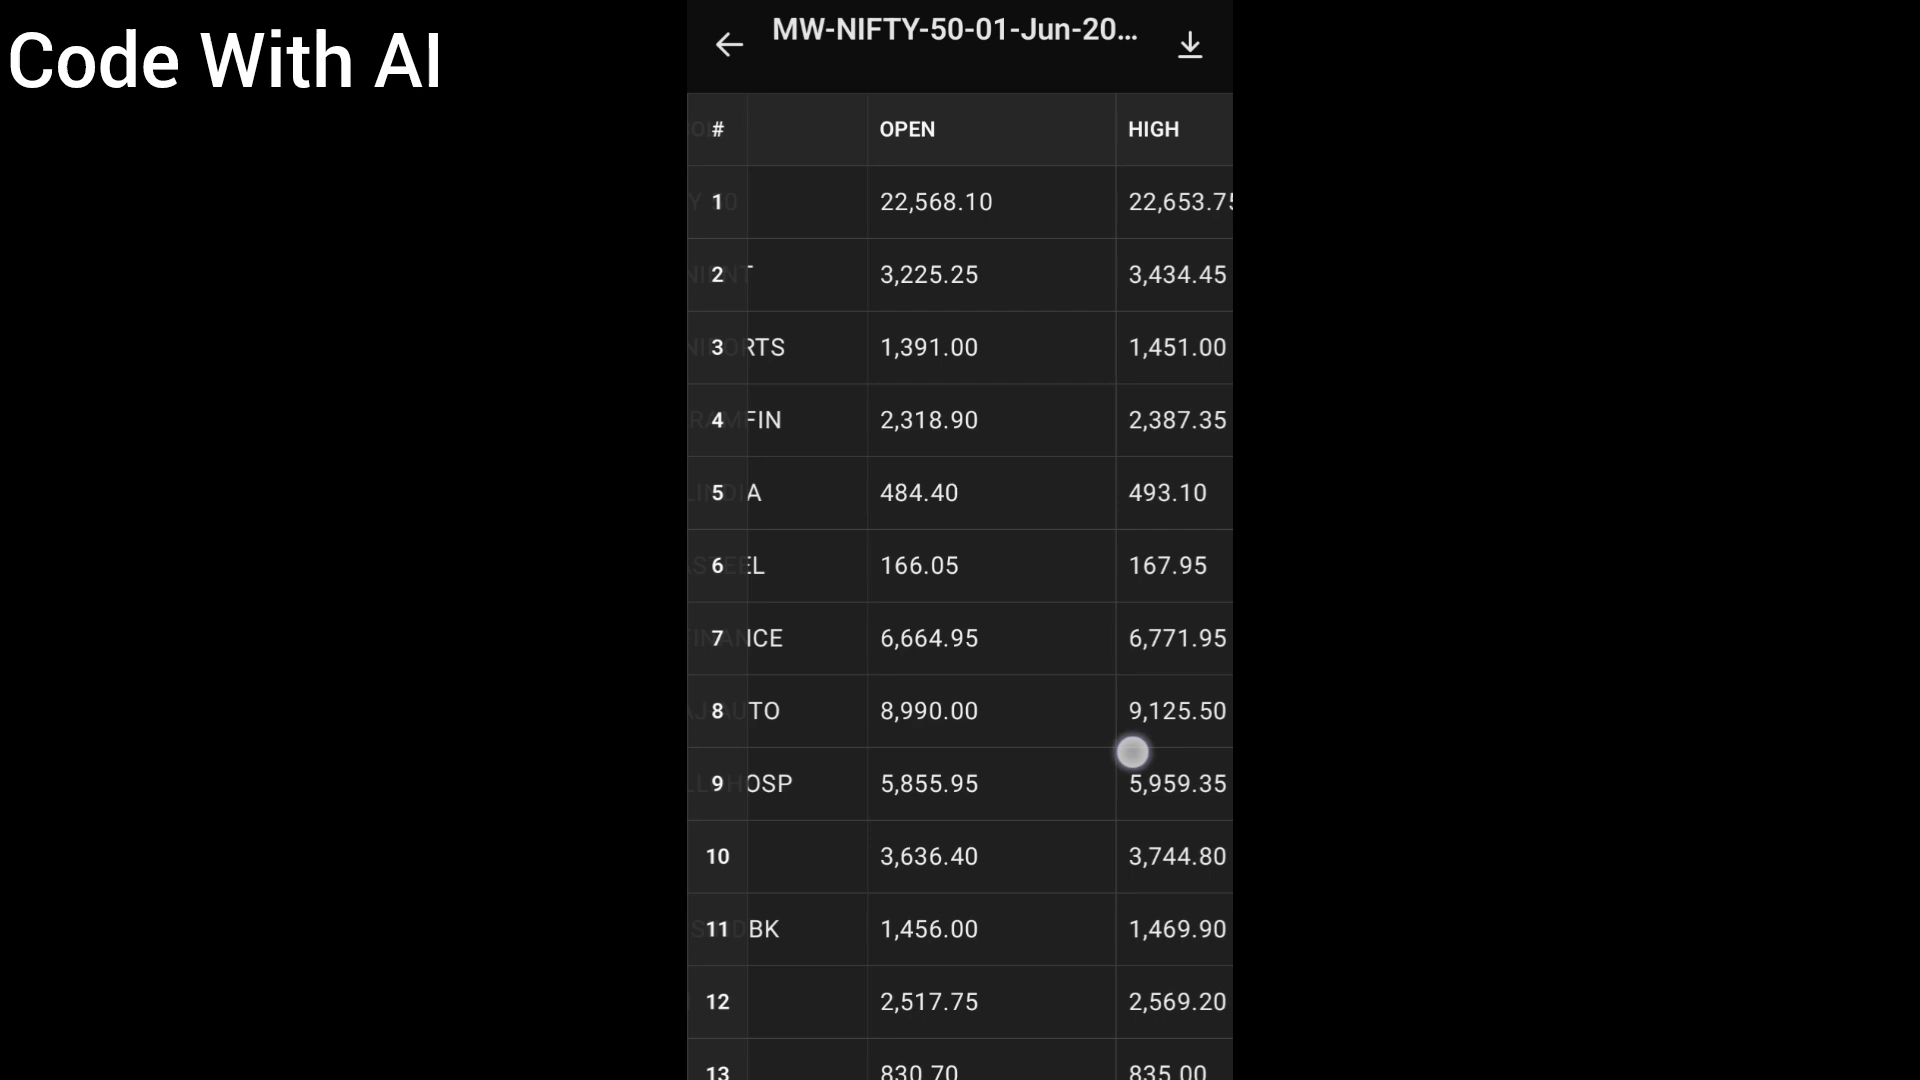 Code With AI
MW-NIFTY-50-01-Jun-20...
# OPEN HIGH
1 22,568.10 22,653.75
2 3,225.25 3,434.45
3 RTS 1,391.00 1,451.00
4 FIN 2,318.90 2,387.35
5 A 484.40 493.10
6 EL 166.05 167.95
7 NCE 6,664.95 6,771.95
8 TO 8,990.00 9,125.50
9 OSP 5,855.95 5,959.35
10 3,636.40 3,744.80
11 BK 1,456.00 1,469.90
12 2,517.75 2,569.20
13 830.70 835.00